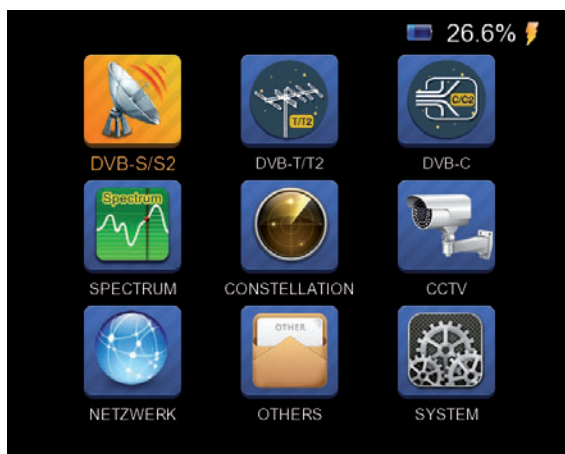 26.6%
T/T2
C/C2
DVB-S/S2 DVB-T/T2 DVB-C
Spectrum
SPECTRUM CONSTELLATION CCTV
OTHER
NETZWERK OTHERS SYSTEM